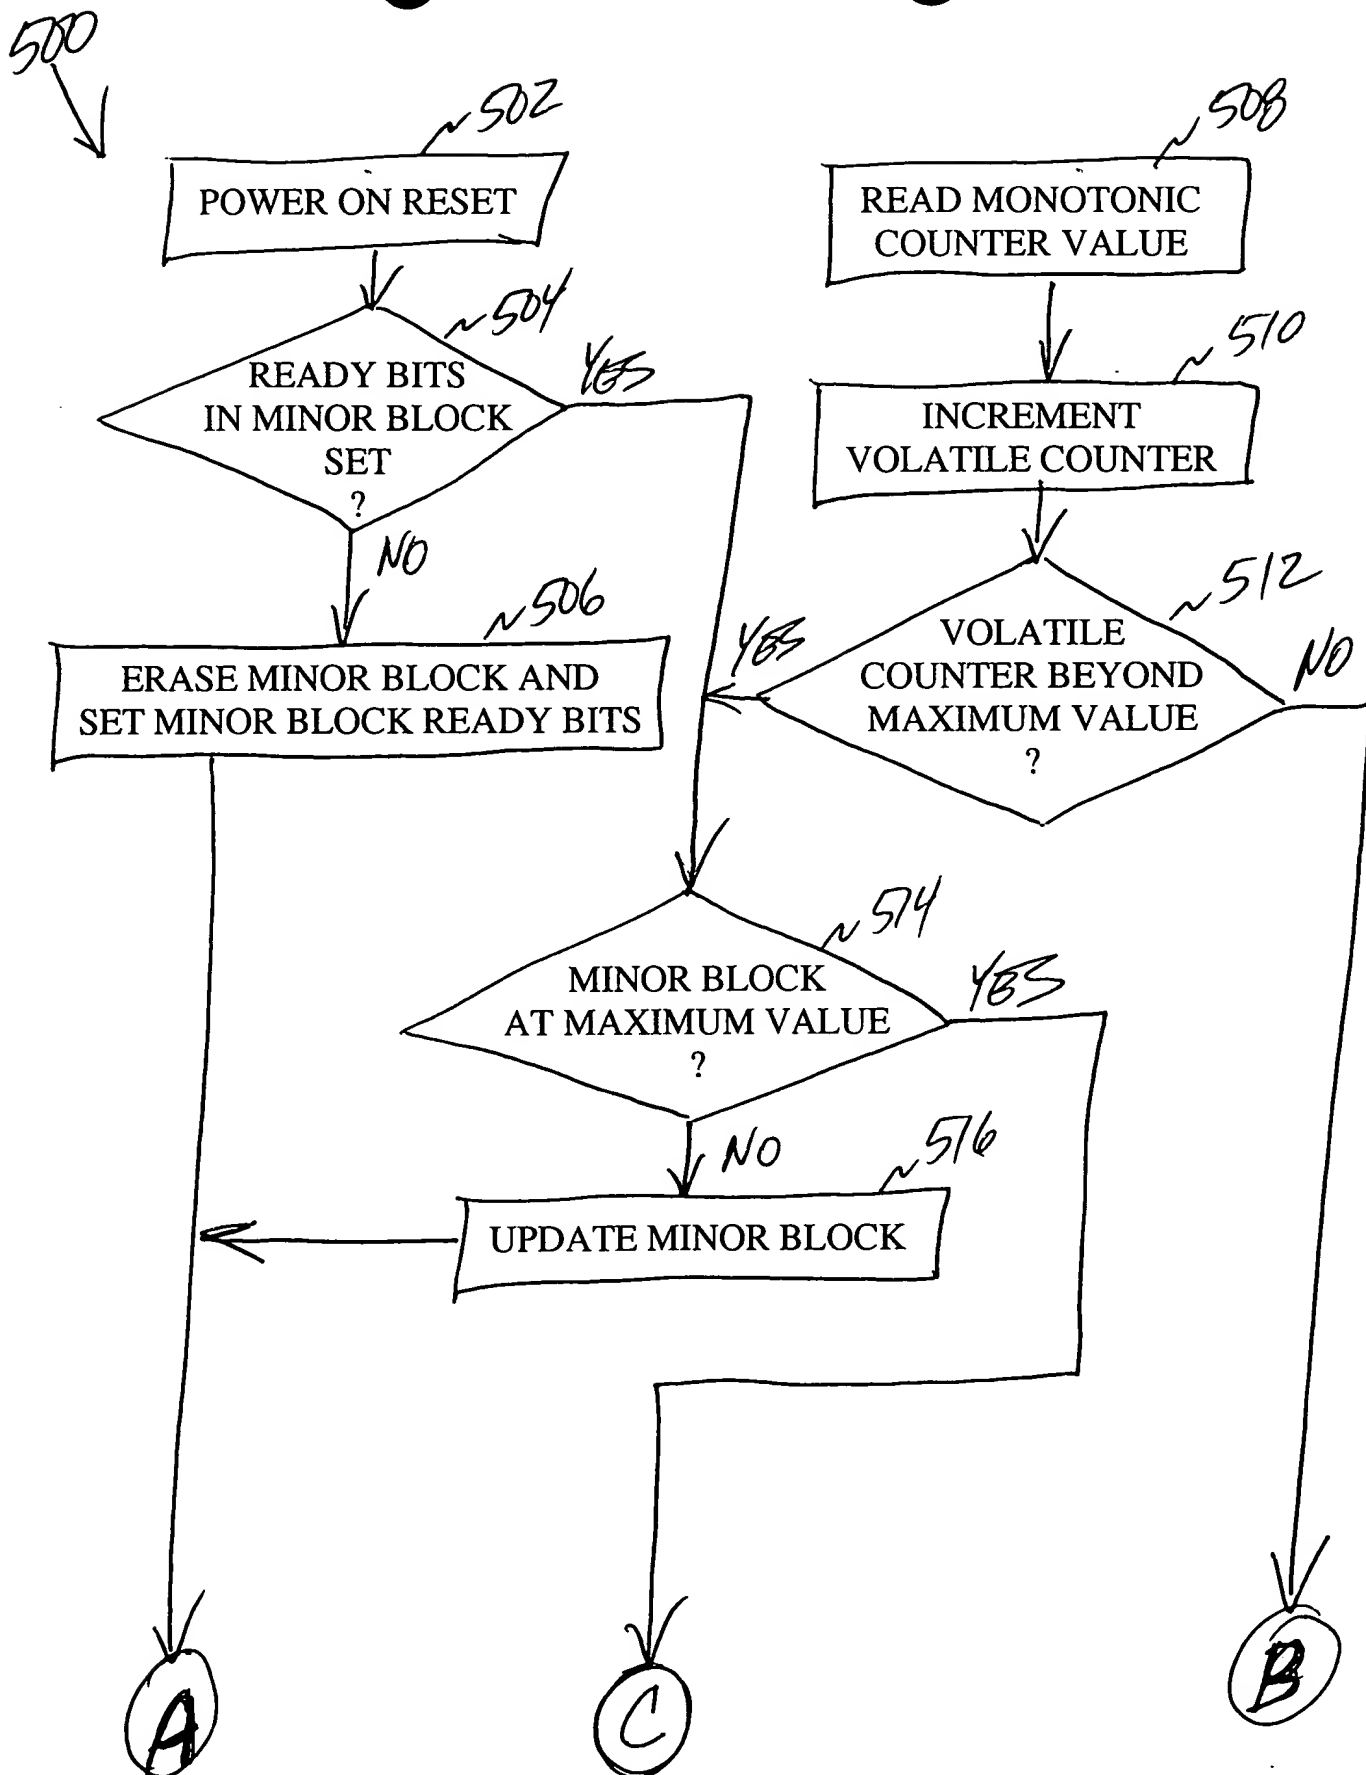 500
502
POWER ON RESET
504
READY BITS
IN MINOR BLOCK
SET
?
YES
NO
506
ERASE MINOR BLOCK AND
SET MINOR BLOCK READY BITS
508
READ MONOTONIC
COUNTER VALUE
510
INCREMENT
VOLATILE COUNTER
512
VOLATILE
COUNTER BEYOND
MAXIMUM VALUE
?
YES
NO
514
MINOR BLOCK
AT MAXIMUM VALUE
?
YES
NO
516
UPDATE MINOR BLOCK
A
C
B